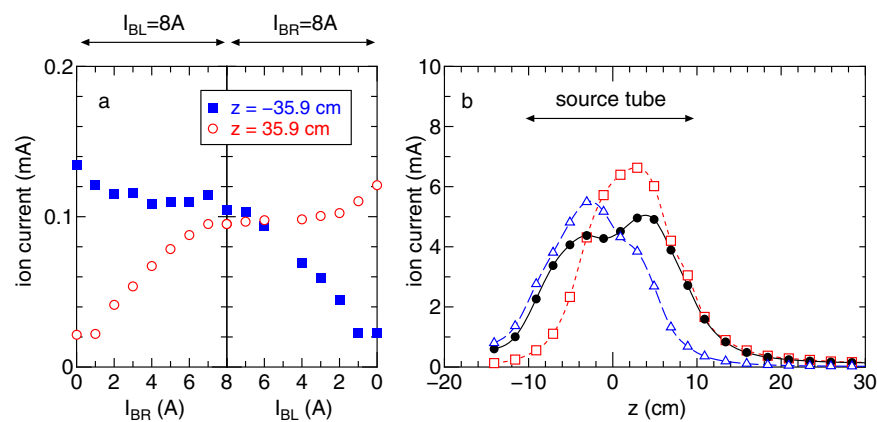 I_BL=8A I_BR=8A
a
z = −35.9 cm
z = 35.9 cm
0.2
0.1
0
ion current (mA)
0 2 4 6 8 6 4 2 0
I_BR (A) I_BL (A)
b
source tube
10
8
6
4
2
0
ion current (mA)
−20 −10 0 10 20 30
z (cm)